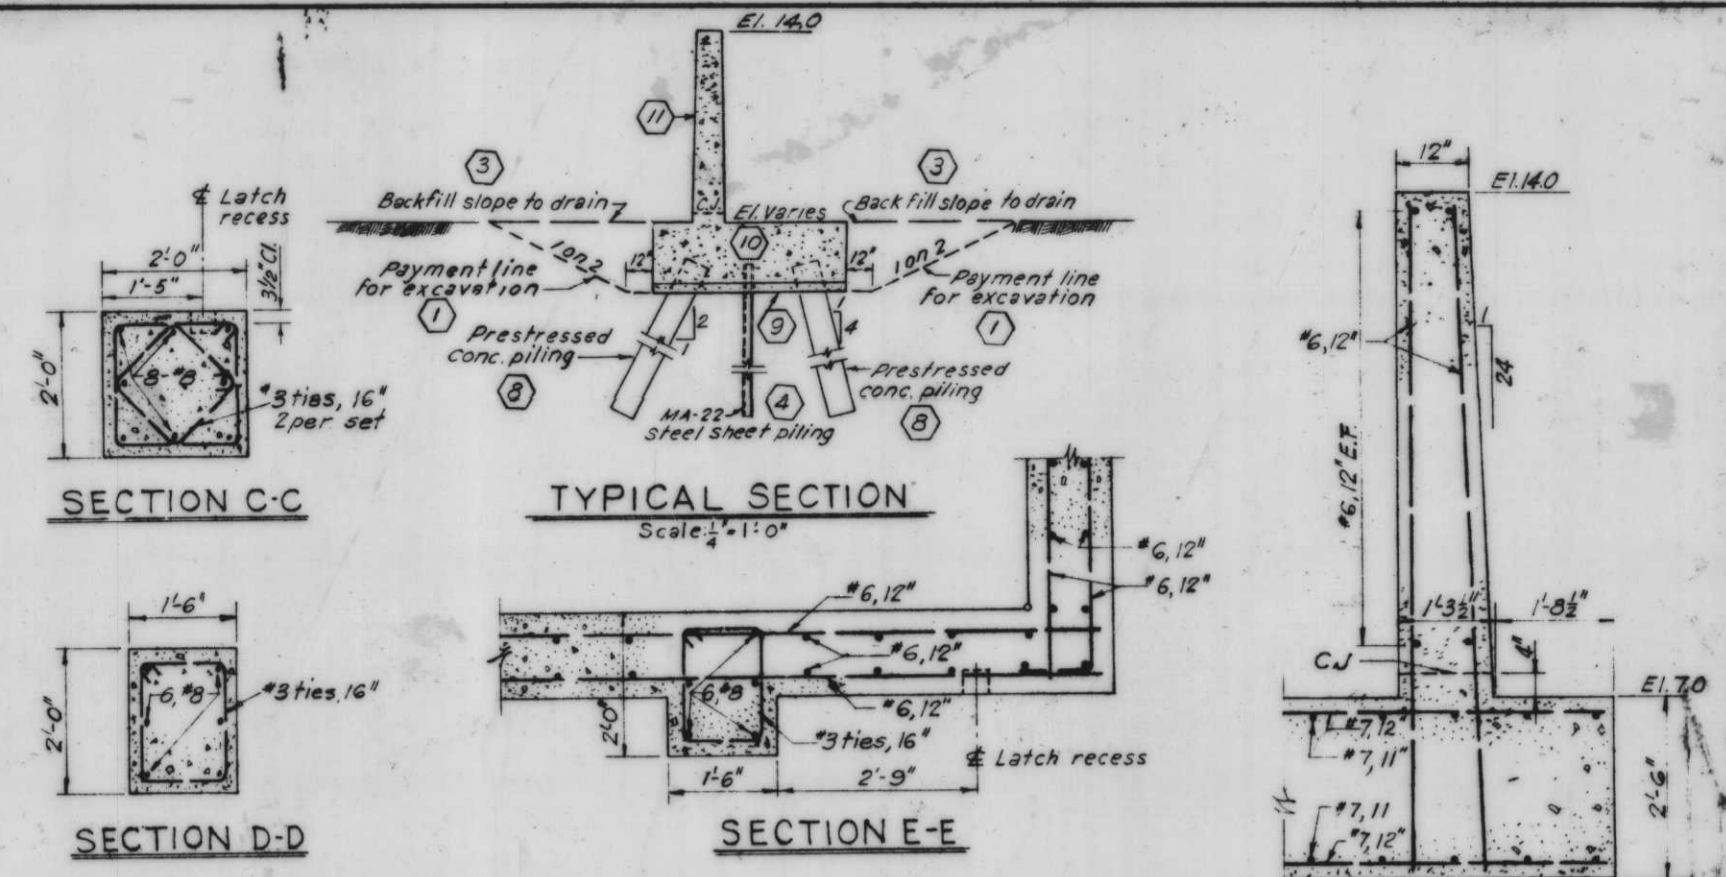 El. 14.0
11
3
3
℄ Latch
recess
Backfill slope to drain
C.J.
El. Varies
Backfill slope to drain
10
2'-0"
1'-5"
3½" Cl.
2'-0"
8-#8
#3 ties, 16"
2 per set
SECTION C-C
1 on 2
12"
12"
1 on 2
Payment line
for excavation
1
Payment line
for excavation
1
2
9
4
Prestressed
conc. piling
8
Prestressed
conc. piling
8
MA-22
steel sheet piling
4
TYPICAL SECTION
Scale: ¼" = 1'-0"
1'-6"
2'-0"
6, #8
#3 ties, 16"
SECTION D-D
#6, 12"
#6, 12"
#6, 12"
#6, 12"
6, #8
#6, 12"
#3 ties, 16"
2'-0"
1'-6"
2'-9"
℄ Latch recess
SECTION E-E
12"
El. 14.0
#6, 12"
1
24
#6, 12" E.F.
1'-3½"
1'-8½"
CJ
4"
El. 7.0
#7, 12"
#7, 11"
#7, 11
#7, 12"
2'-6"